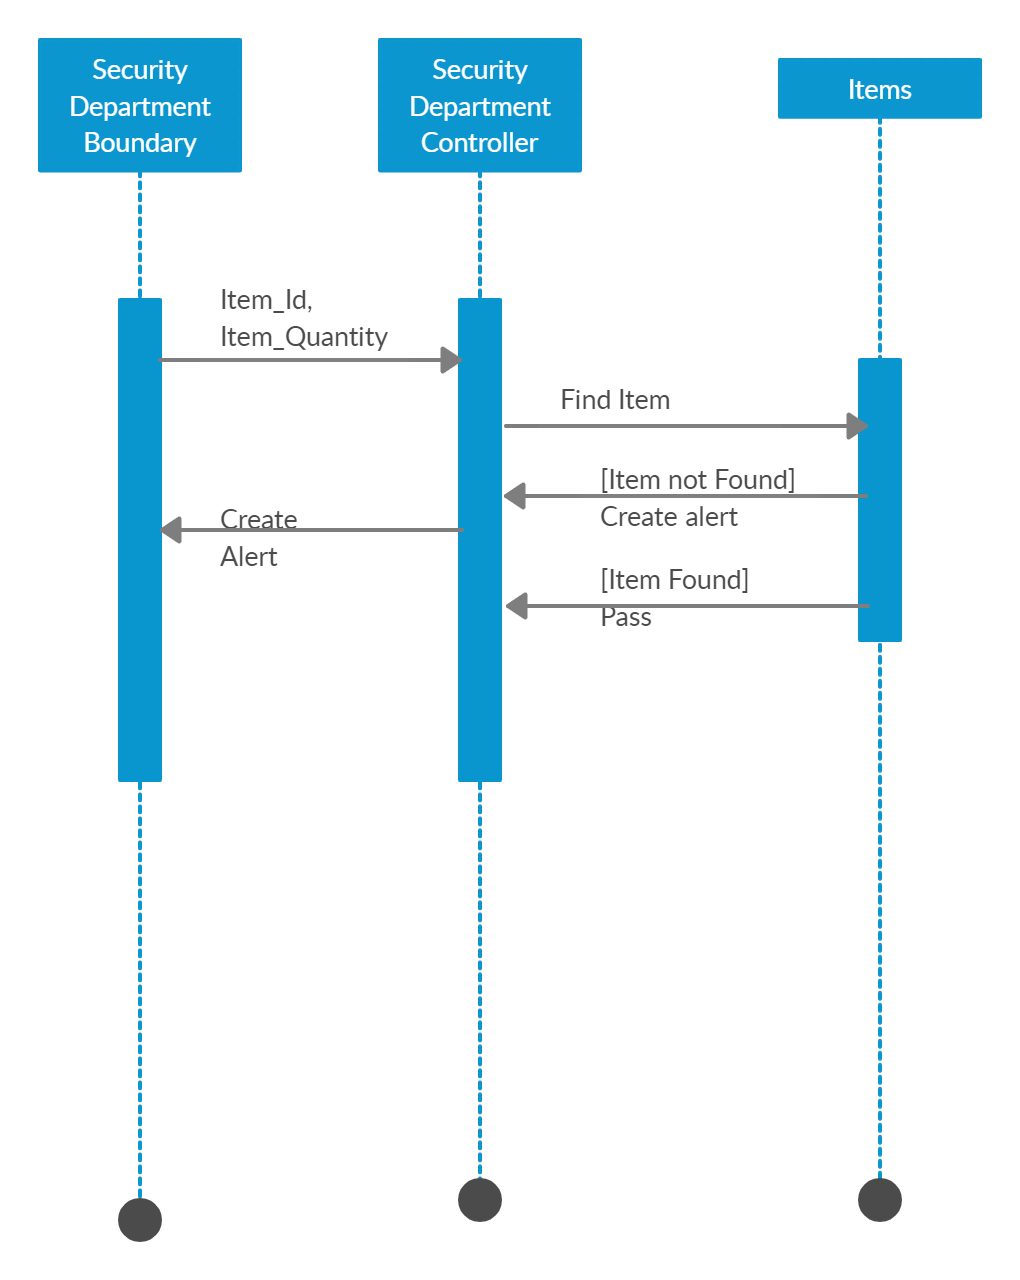 Security
Department
Boundary
Security
Department
Controller
Items
Item_Id,
Item_Quantity
Find Item
[Item not Found]
Create alert
Create
Alert
[Item Found]
Pass